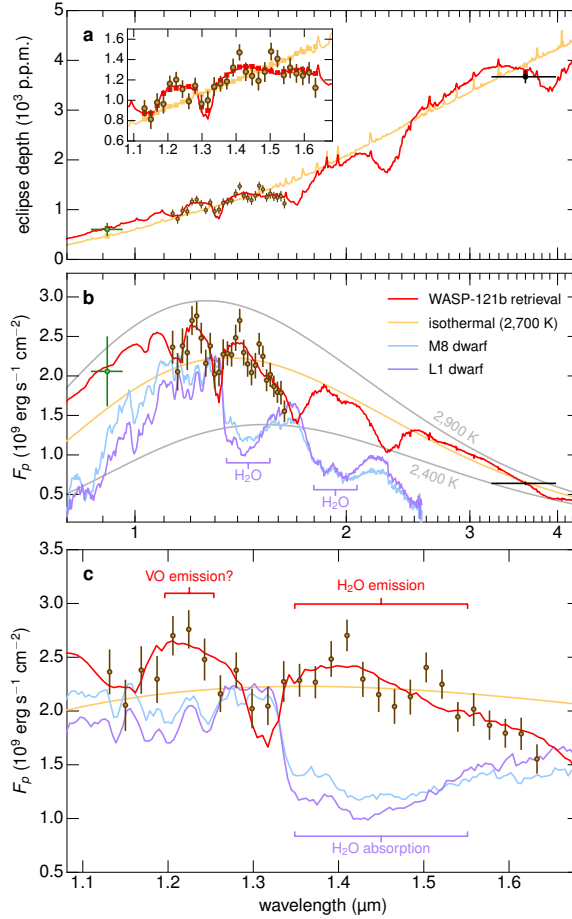 a
eclipse depth (10³ p.p.m.)
5
4
3
2
1
0
1.6
1.4
1.2
1.0
0.8
0.6
1.1 1.2 1.3 1.4 1.5 1.6
b
F_p (10⁹ erg s⁻¹ cm⁻²)
3.0
2.5
2.0
1.5
1.0
0.5
WASP-121b retrieval
isothermal (2,700 K)
M8 dwarf
L1 dwarf
2,900 K
2,400 K
H₂O
H₂O
1 2 3 4
c
F_p (10⁹ erg s⁻¹ cm⁻²)
3.5
3.0
2.5
2.0
1.5
1.0
0.5
VO emission?
H₂O emission
H₂O absorption
1.1 1.2 1.3 1.4 1.5 1.6
wavelength (μm)